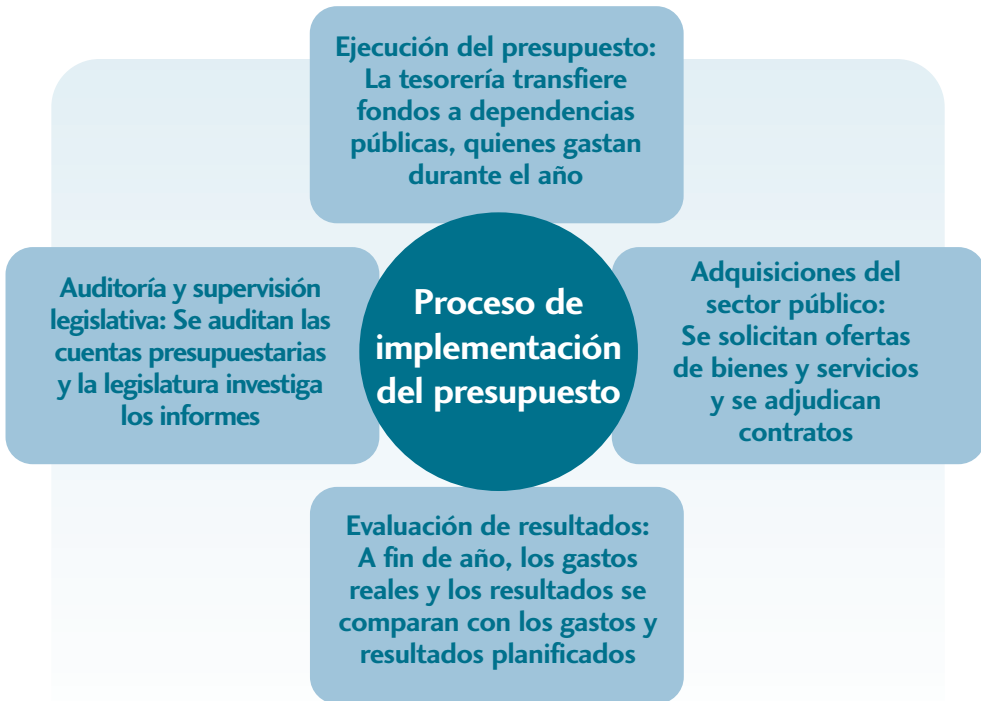 Ejecución del presupuesto:
La tesorería transfiere
fondos a dependencias
públicas, quienes gastan
durante el año
Auditoría y supervisión
legislativa: Se auditan las
cuentas presupuestarias
y la legislatura investiga
los informes
Proceso de
implementación
del presupuesto
Adquisiciones del
sector público:
Se solicitan ofertas
de bienes y servicios
y se adjudican
contratos
Evaluación de resultados:
A fin de año, los gastos
reales y los resultados se
comparan con los gastos y
resultados planificados